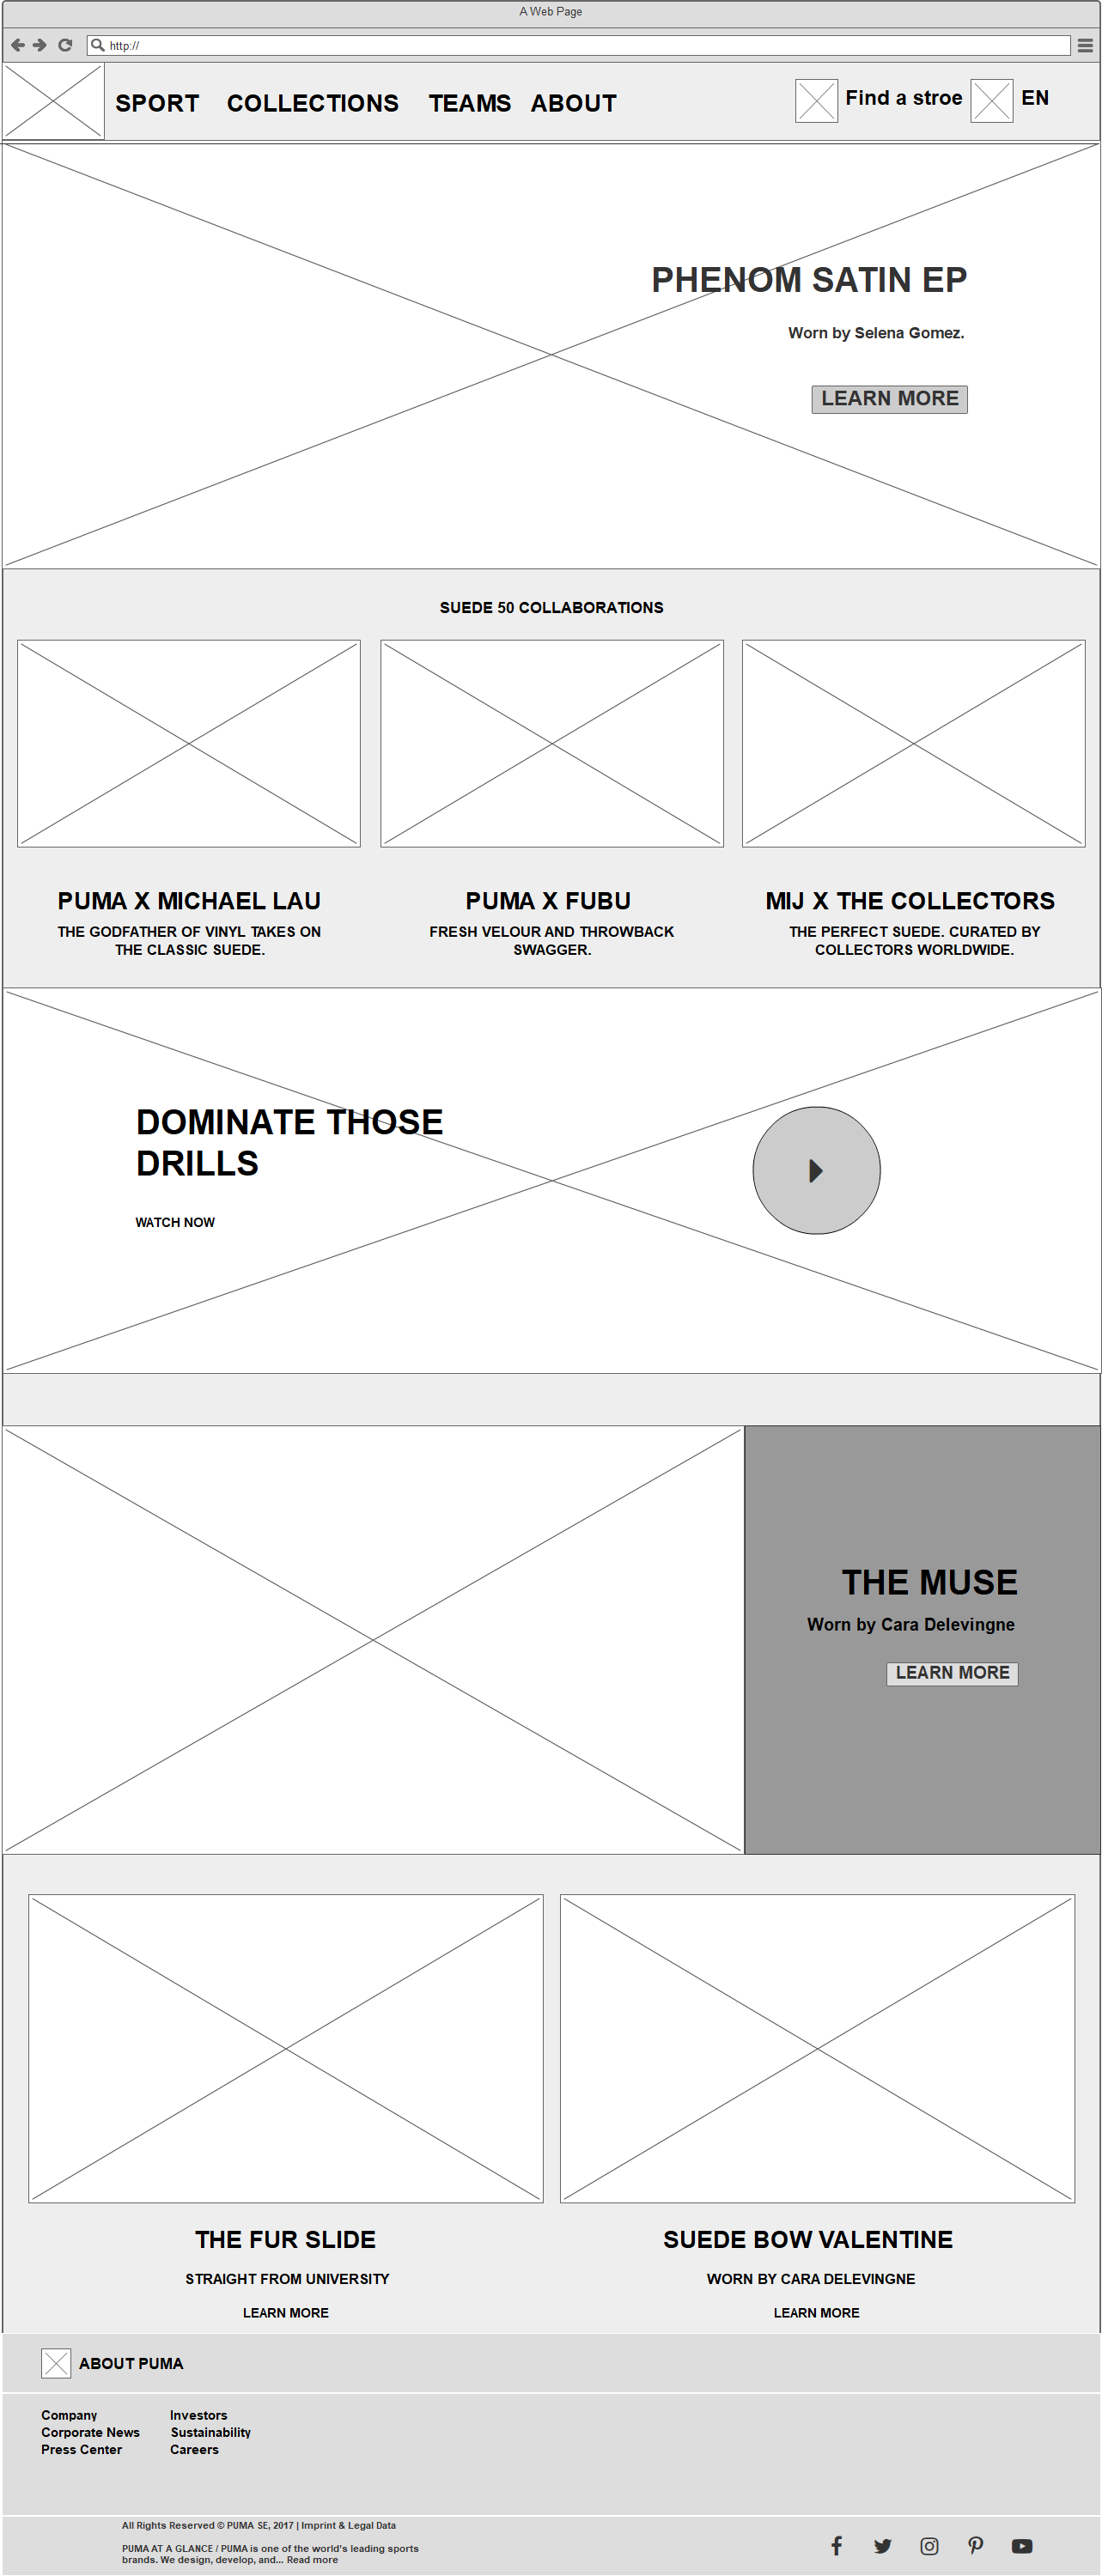 A Web Page
http://
SPORT COLLECTIONS TEAMS ABOUT Find a stroe EN
PHENOM SATIN EP
Worn by Selena Gomez.
LEARN MORE
SUEDE 50 COLLABORATIONS
PUMA X MICHAEL LAU
THE GODFATHER OF VINYL TAKES ON
THE CLASSIC SUEDE.
PUMA X FUBU
FRESH VELOUR AND THROWBACK
SWAGGER.
MIJ X THE COLLECTORS
THE PERFECT SUEDE. CURATED BY
COLLECTORS WORLDWIDE.
DOMINATE THOSE
DRILLS
WATCH NOW
THE MUSE
Worn by Cara Delevingne
LEARN MORE
THE FUR SLIDE
STRAIGHT FROM UNIVERSITY
LEARN MORE
SUEDE BOW VALENTINE
WORN BY CARA DELEVINGNE
LEARN MORE
ABOUT PUMA
Company
Corporate News
Press Center
Investors
Sustainability
Careers
All Rights Reserved © PUMA SE, 2017 | Imprint & Legal Data
PUMA AT A GLANCE / PUMA is one of the world's leading sports
brands. We design, develop, and... Read more